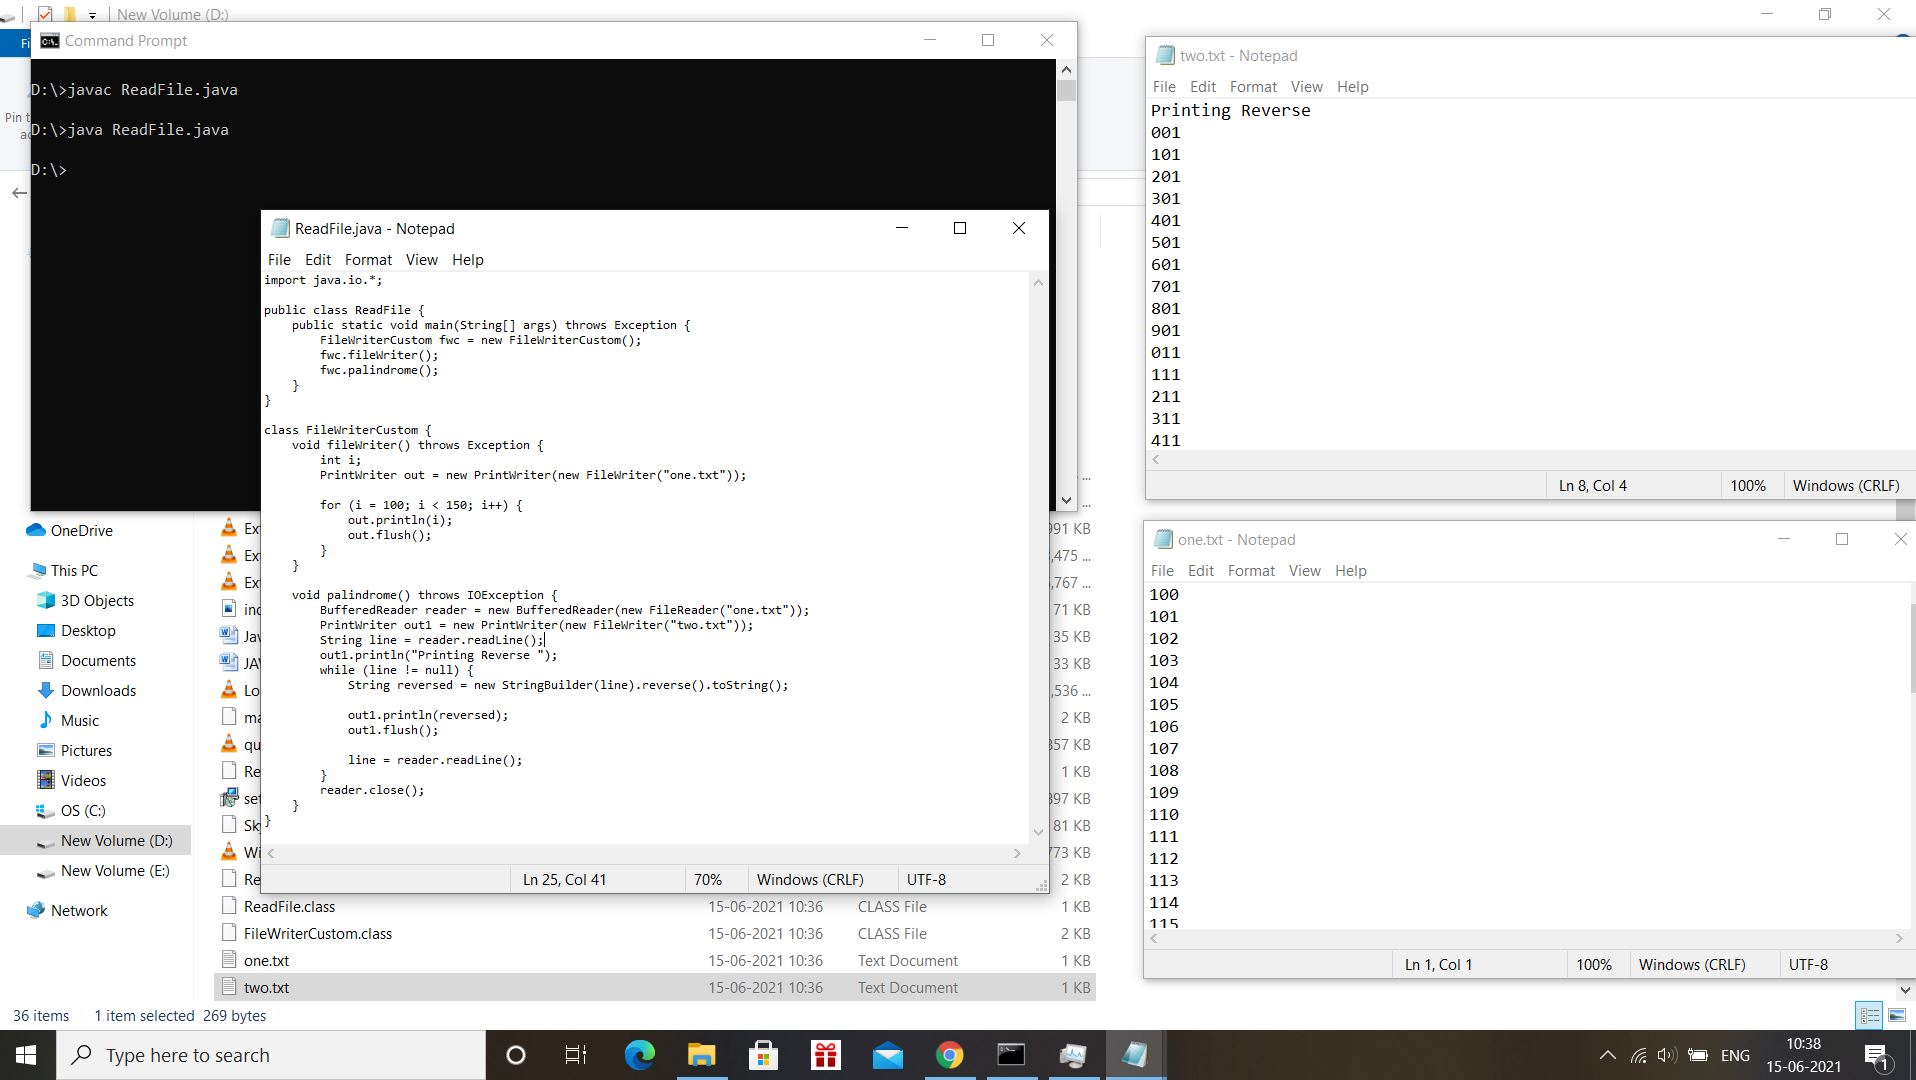 New Volume (D:)
Command Prompt
D:\>javac ReadFile.java
D:\>java ReadFile.java
D:\>
Pin t
ReadFile.java - Notepad
File Edit Format View Help
import java.io.*;
public class ReadFile {
public static void main(String[] args) throws Exception {
FileWriterCustom fwc = new FileWriterCustom();
fwc.fileWriter();
fwc.palindrome();
}
}
class FileWriterCustom {
void fileWriter() throws Exception {
int i;
PrintWriter out = new PrintWriter(new FileWriter("one.txt"));
for (i = 100; i < 150; i++) {
out.println(i);
out.flush();
}
}
void palindrome() throws IOException {
BufferedReader reader = new BufferedReader(new FileReader("one.txt"));
PrintWriter out1 = new PrintWriter(new FileWriter("two.txt"));
String line = reader.readLine();
out1.println("Printing Reverse ");
while (line != null) {
String reversed = new StringBuilder(line).reverse().toString();
out1.println(reversed);
out1.flush();
line = reader.readLine();
}
reader.close();
}
}
Ln 25, Col 41 70% Windows (CRLF) UTF-8
two.txt - Notepad
File Edit Format View Help
Printing Reverse
001
101
201
301
401
501
601
701
801
901
011
111
211
311
411
Ln 8, Col 4 100% Windows (CRLF)
one.txt - Notepad
File Edit Format View Help
100
101
102
103
104
105
106
107
108
109
110
111
112
113
114
115
Ln 1, Col 1 100% Windows (CRLF) UTF-8
OneDrive
This PC
3D Objects
Desktop
Documents
Downloads
Music
Pictures
Videos
OS (C:)
New Volume (D:)
New Volume (E:)
Network
Ex 991 KB
Ex ,475 ...
Ex ,767 ...
inc 71 KB
Jav 35 KB
JA 33 KB
Lo ,536 ...
ma 2 KB
qu 357 KB
Re 1 KB
set 397 KB
Sky 81 KB
Wi 773 KB
Re 2 KB
ReadFile.class 15-06-2021 10:36 CLASS File 1 KB
FileWriterCustom.class 15-06-2021 10:36 CLASS File 2 KB
one.txt 15-06-2021 10:36 Text Document 1 KB
two.txt 15-06-2021 10:36 Text Document 1 KB
36 items 1 item selected 269 bytes
Type here to search
ENG
10:38
15-06-2021
1